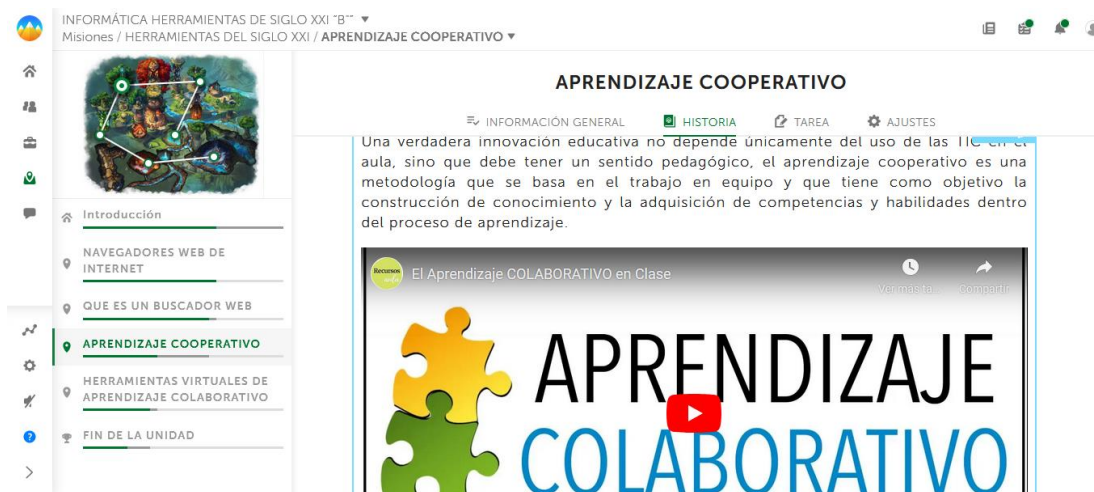 INFORMÁTICA HERRAMIENTAS DE SIGLO XXI "B"" ▼
Misiones / HERRAMIENTAS DEL SIGLO XXI / APRENDIZAJE COOPERATIVO ▼
Introducción
NAVEGADORES WEB DE
INTERNET
QUE ES UN BUSCADOR WEB
APRENDIZAJE COOPERATIVO
HERRAMIENTAS VIRTUALES DE
APRENDIZAJE COLABORATIVO
FIN DE LA UNIDAD
APRENDIZAJE COOPERATIVO
INFORMACIÓN GENERAL HISTORIA TAREA AJUSTES
Una verdadera innovación educativa no depende únicamente del uso de las TIC en el
aula, sino que debe tener un sentido pedagógico, el aprendizaje cooperativo es una
metodología que se basa en el trabajo en equipo y que tiene como objetivo la
construcción de conocimiento y la adquisición de competencias y habilidades dentro
del proceso de aprendizaje.
Recursos
El Aprendizaje COLABORATIVO en Clase
Ver más ta...
Compartir
APRENDIZAJE
COLABORATIVO